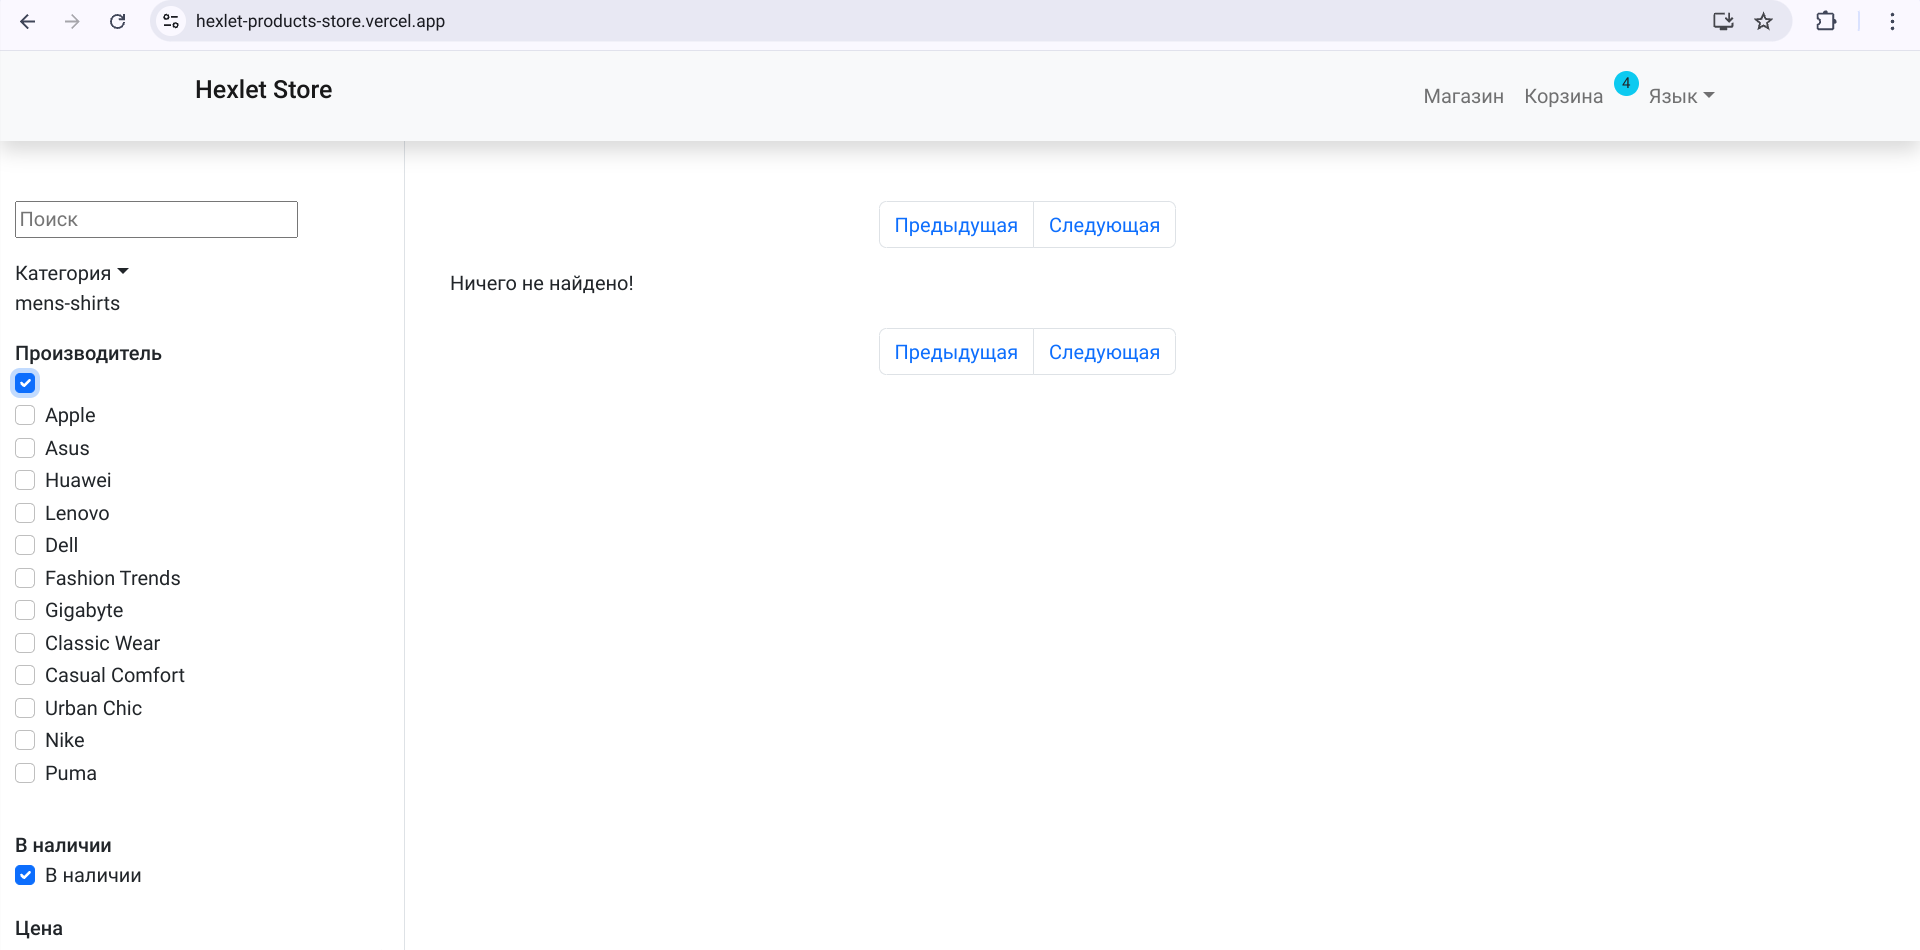 hexlet-products-store.vercel.app
Hexlet Store
Магазин Корзина 4 Язык
Поиск
Категория
mens-shirts
Производитель
Apple
Asus
Huawei
Lenovo
Dell
Fashion Trends
Gigabyte
Classic Wear
Casual Comfort
Urban Chic
Nike
Puma
В наличии
В наличии
Цена
Предыдущая Следующая
Ничего не найдено!
Предыдущая Следующая